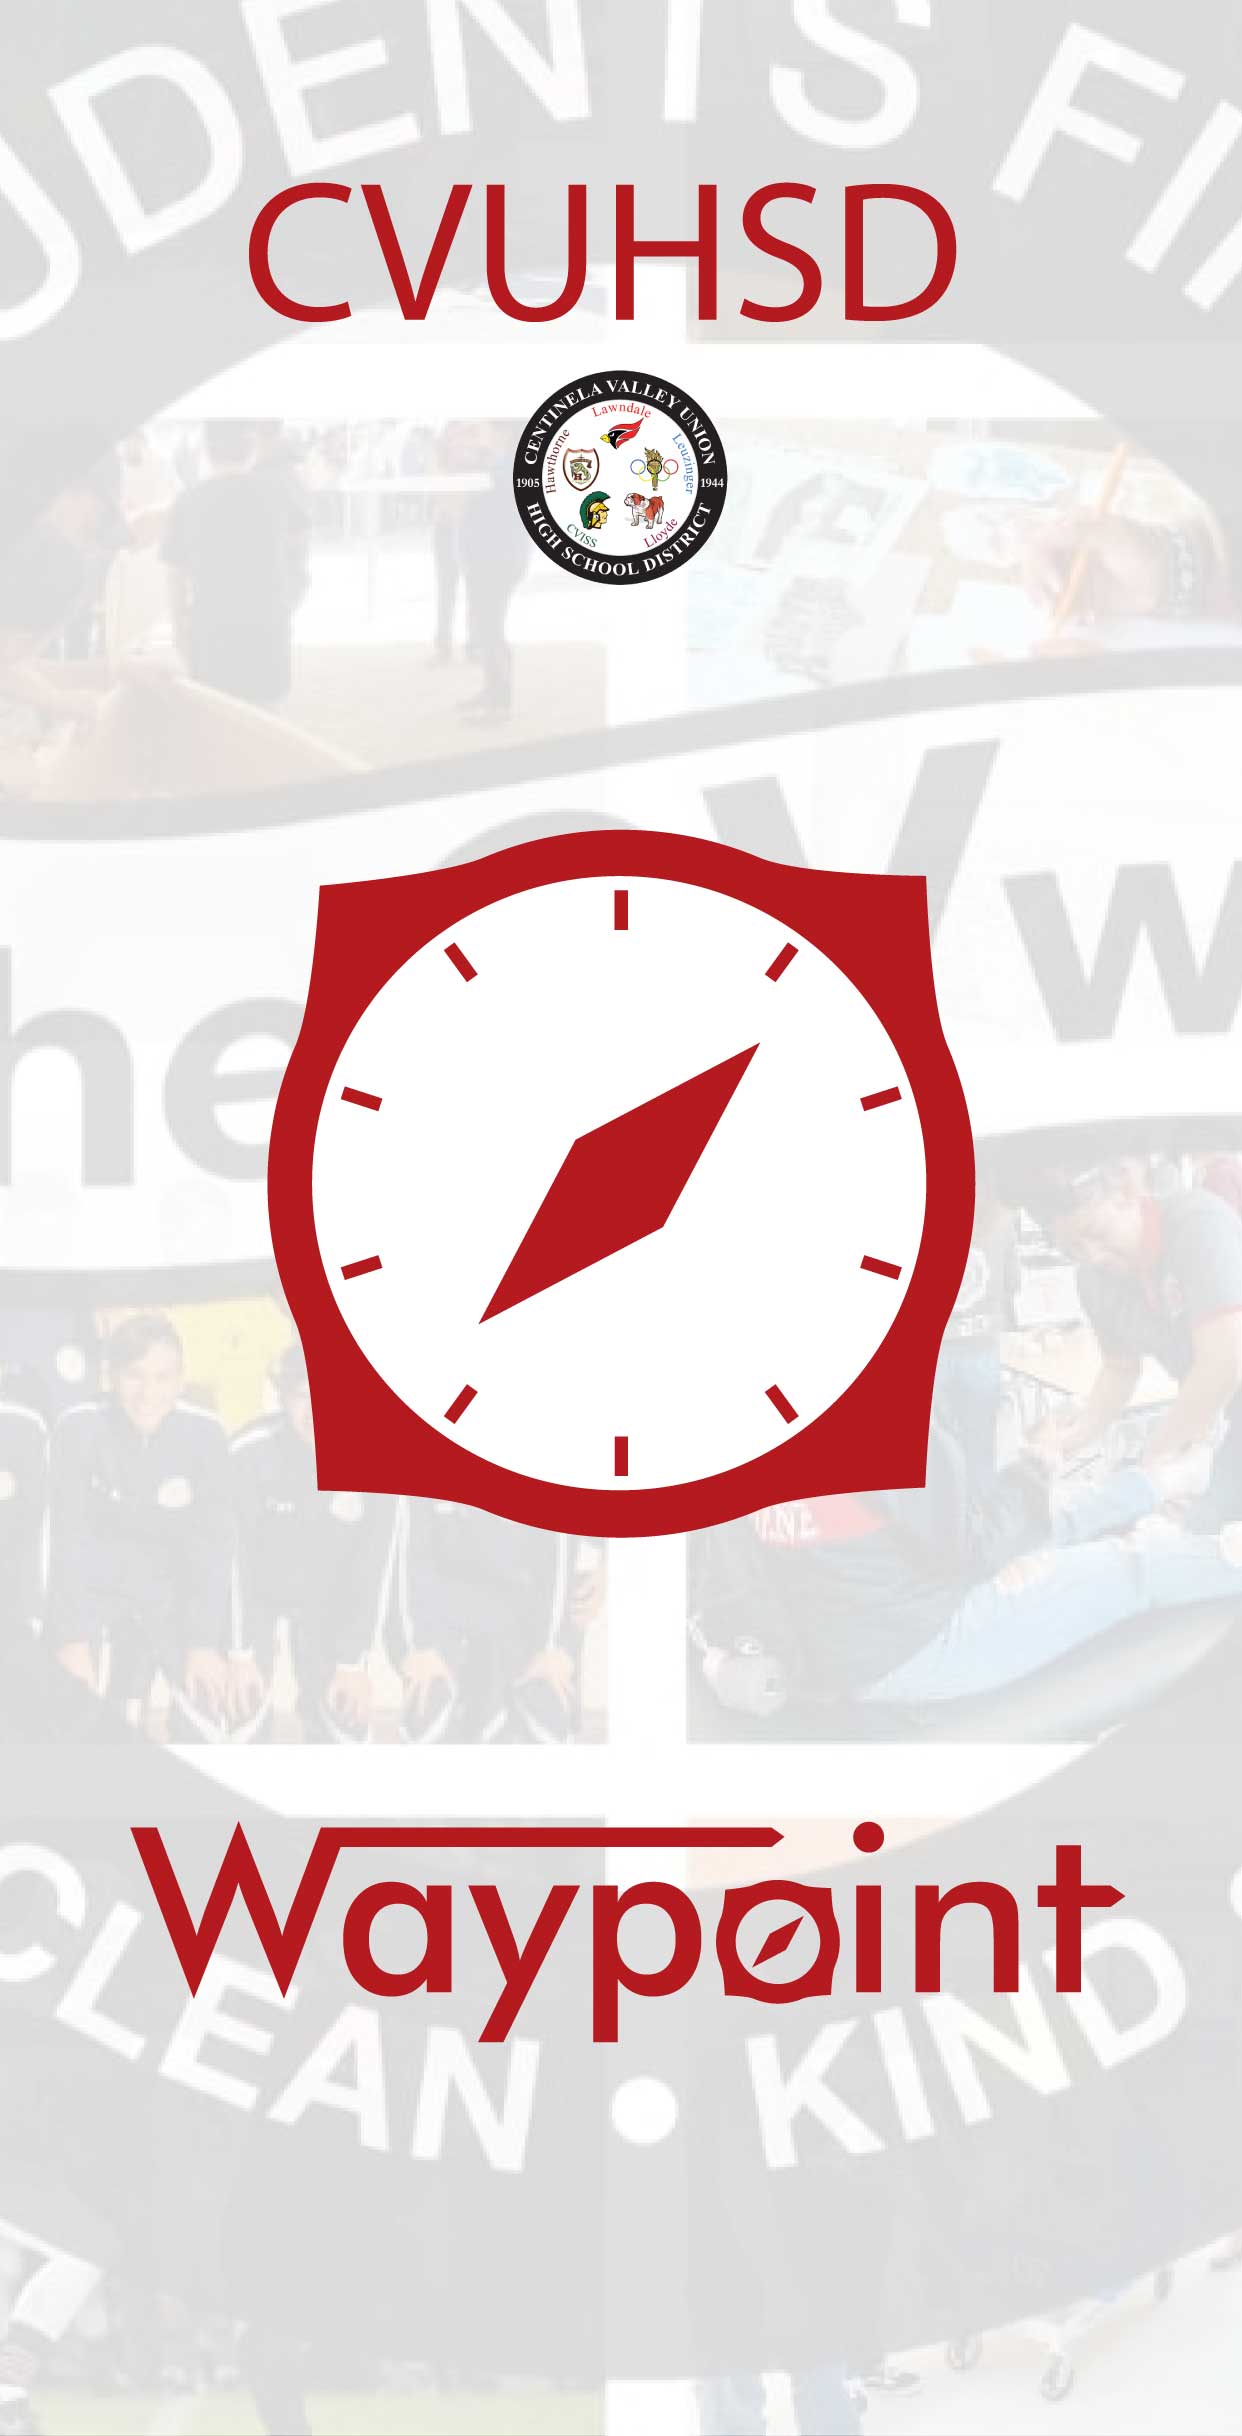 UDENTS FI
CVUHSD
CENTINELA VALLEY UNION
Lawndale
Hawthorne
Leuzinger
1905
1944
CVISS
Lloyde
HIGH SCHOOL DISTRICT
he CV w
Waypoint
CLEAN • KIND